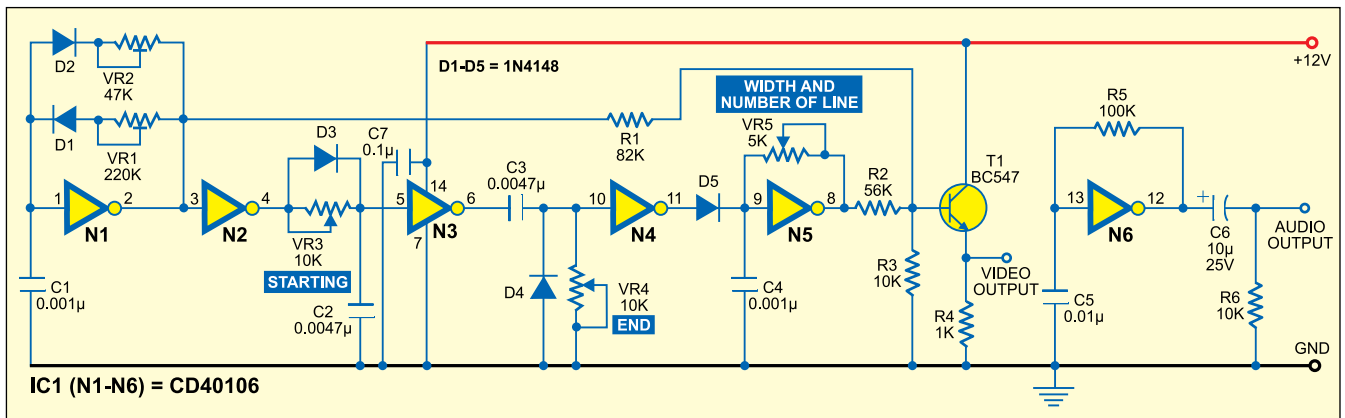 D2
VR2
47K
D1
VR1
220K
1
2
N1
C1
0.001µ
3
4
N2
D3
VR3
10K
STARTING
C2
0.0047µ
C7
0.1µ
D1-D5 = 1N4148
14
5
6
7
N3
C3
0.0047µ
D4
VR4
10K
END
10
11
N4
D5
R1
82K
WIDTH AND
NUMBER OF LINE
VR5
5K
9
8
N5
C4
0.001µ
R2
56K
R3
10K
T1
BC547
VIDEO
OUTPUT
R4
1K
R5
100K
13
12
N6
C5
0.01µ
+
C6
10µ
25V
R6
10K
AUDIO
OUTPUT
+12V
GND
IC1 (N1-N6) = CD40106